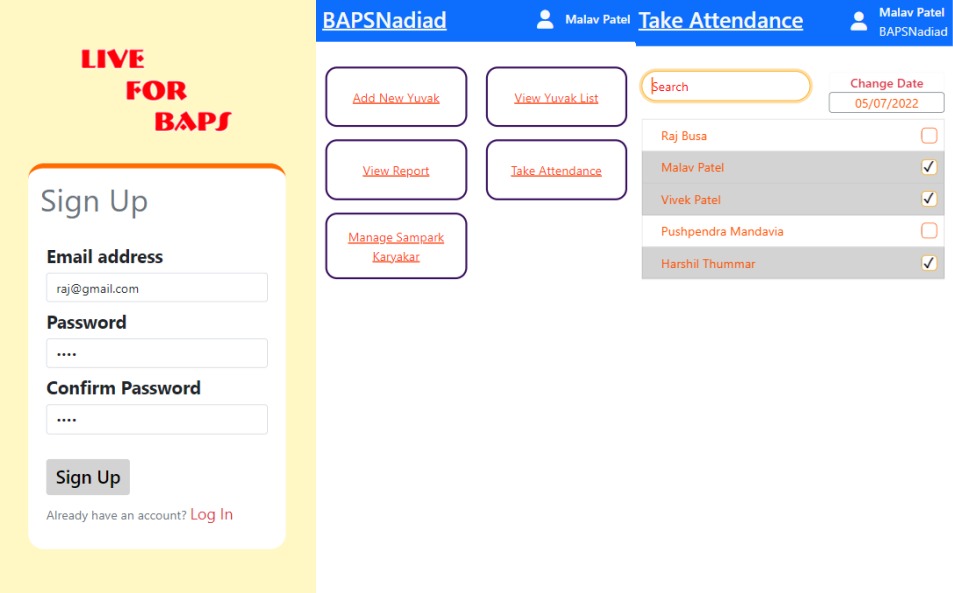 LIVE
FOR
BAPS
Sign Up
Email address
raj@gmail.com
Password
••••
Confirm Password
••••
Sign Up
Already have an account? Log In
BAPSNadiad
Malav Patel
Add New Yuvak
View Yuvak List
View Report
Take Attendance
Manage Sampark
Karyakar
Take Attendance
Malav Patel
BAPSNadiad
Search
Change Date
05/07/2022
Raj Busa
Malav Patel
Vivek Patel
Pushpendra Mandavia
Harshil Thummar